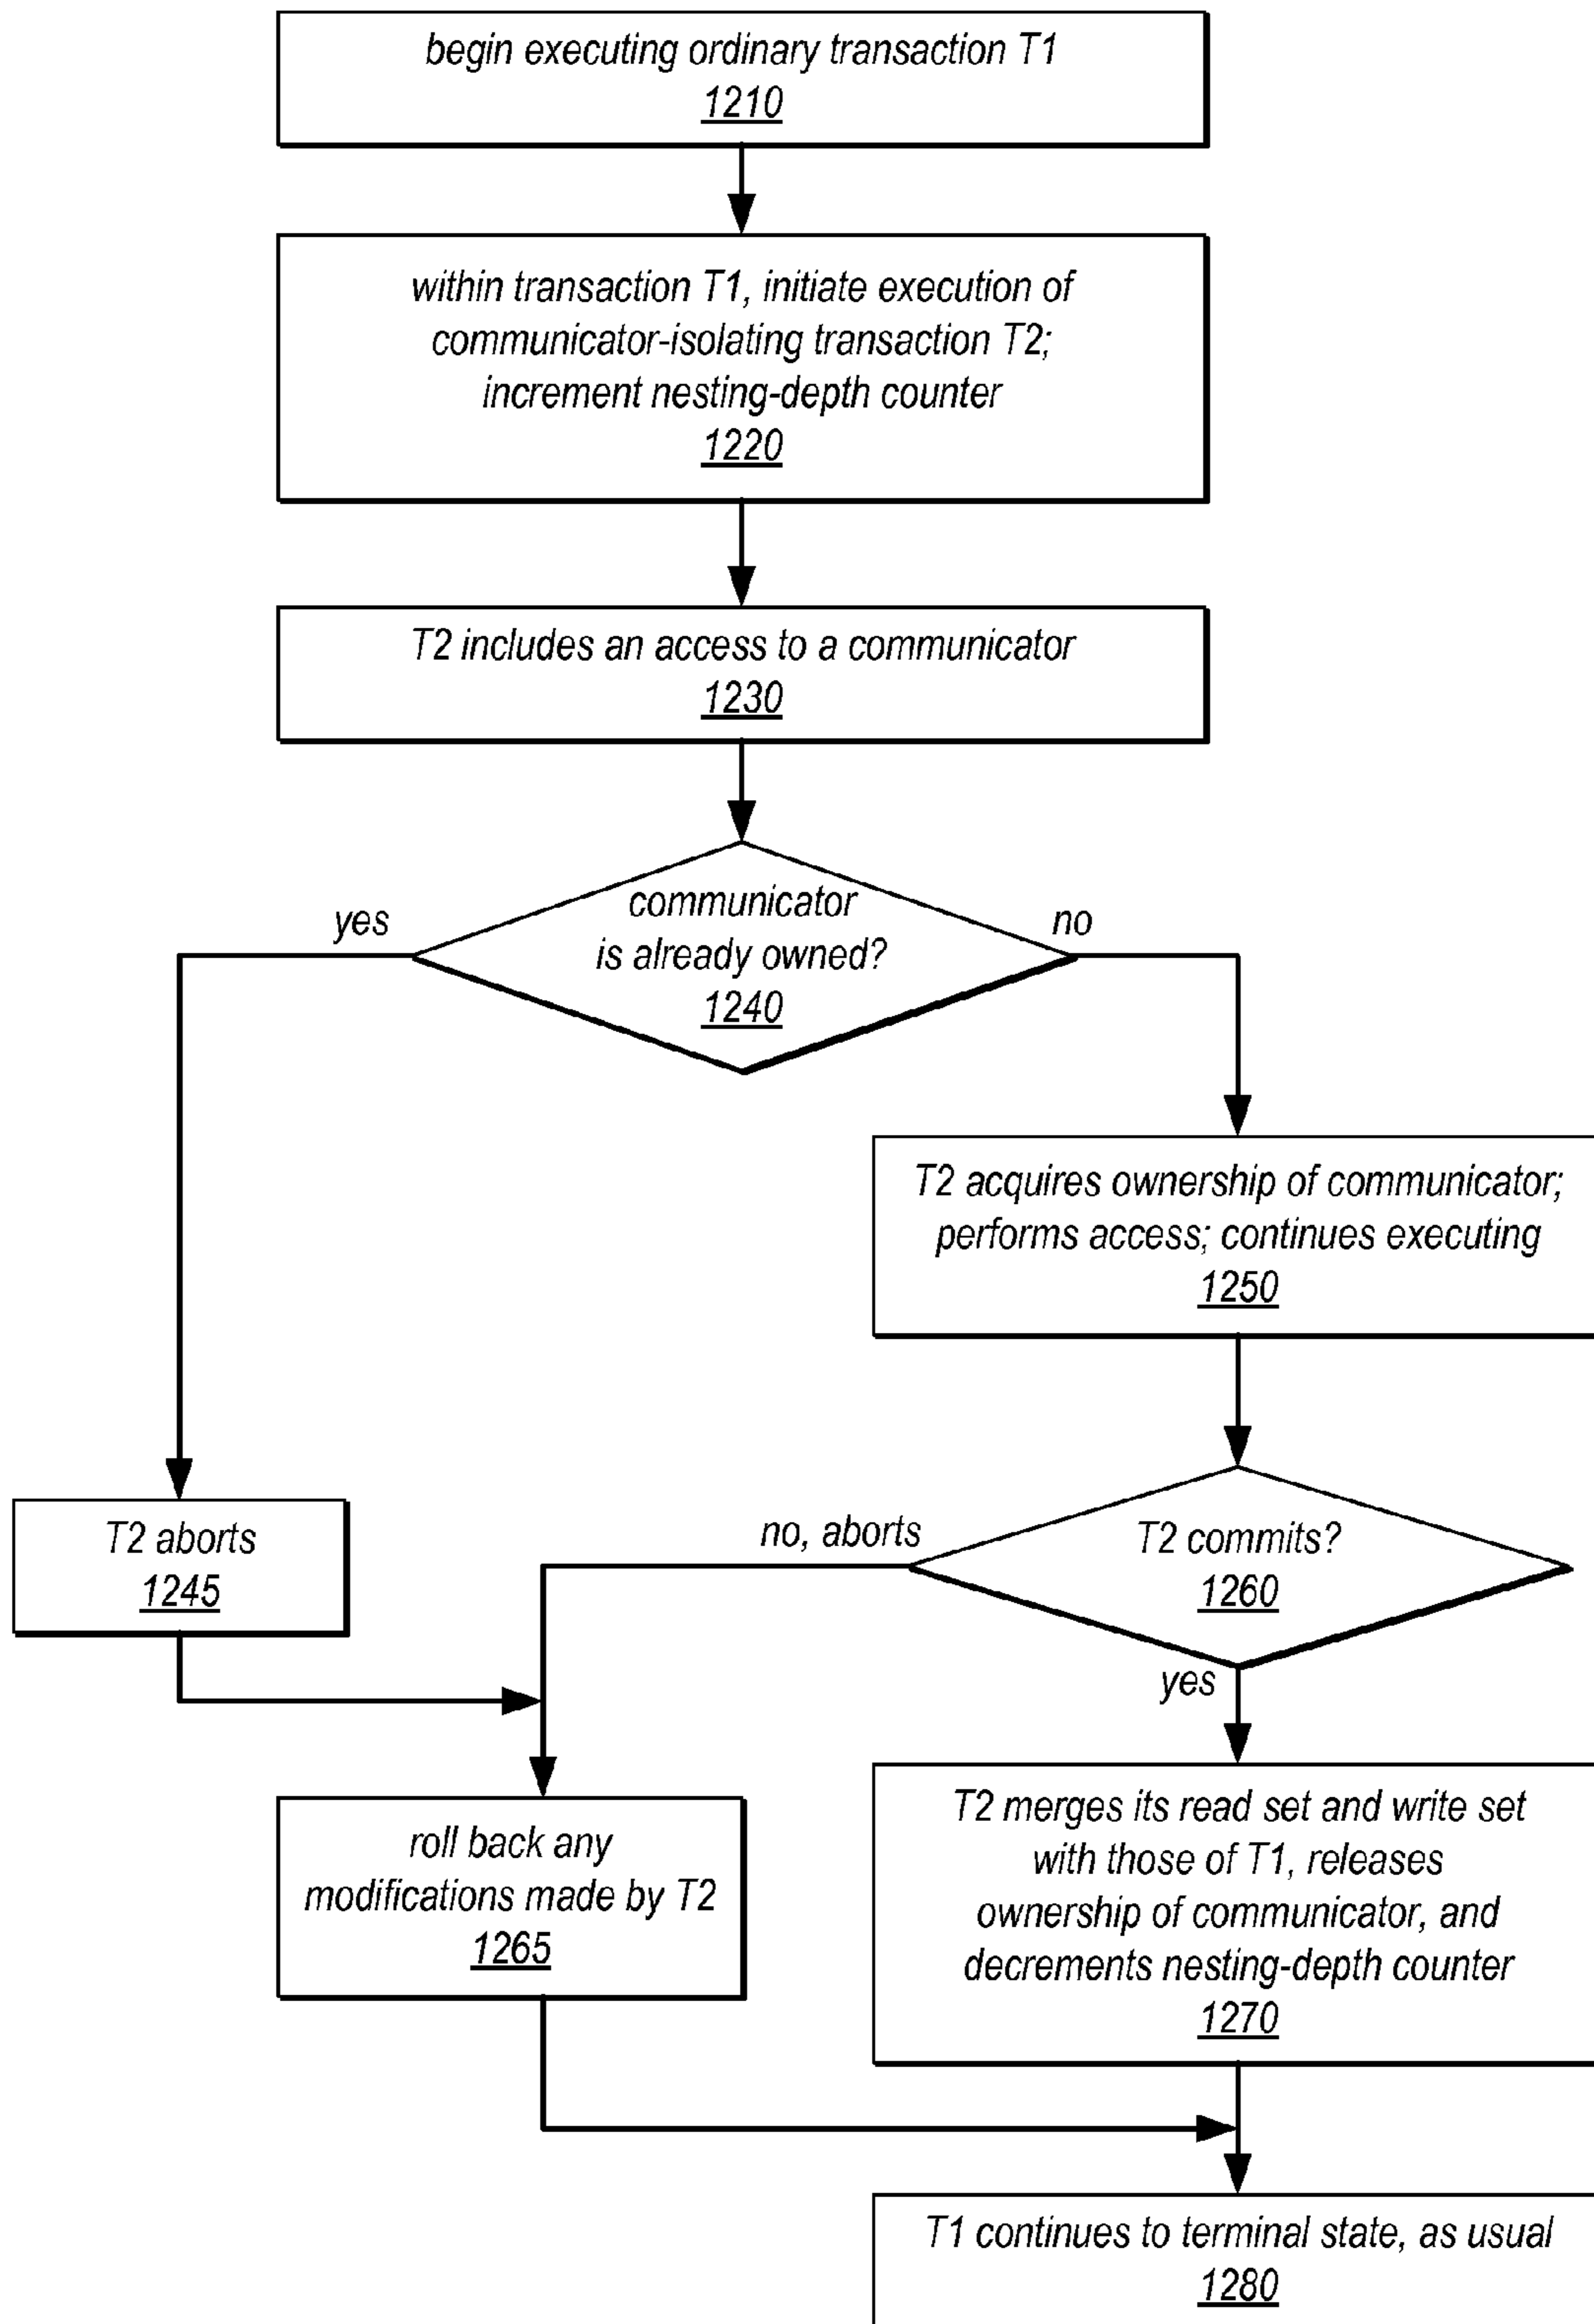 begin executing ordinary transaction T1
1210
within transaction T1, initiate execution of
communicator-isolating transaction T2;
increment nesting-depth counter
1220
T2 includes an access to a communicator
1230
communicator
is already owned?
1240
yes
no
T2 acquires ownership of communicator;
performs access; continues executing
1250
T2 aborts
1245
no, aborts
T2 commits?
1260
yes
roll back any
modifications made by T2
1265
T2 merges its read set and write set
with those of T1, releases
ownership of communicator, and
decrements nesting-depth counter
1270
T1 continues to terminal state, as usual
1280